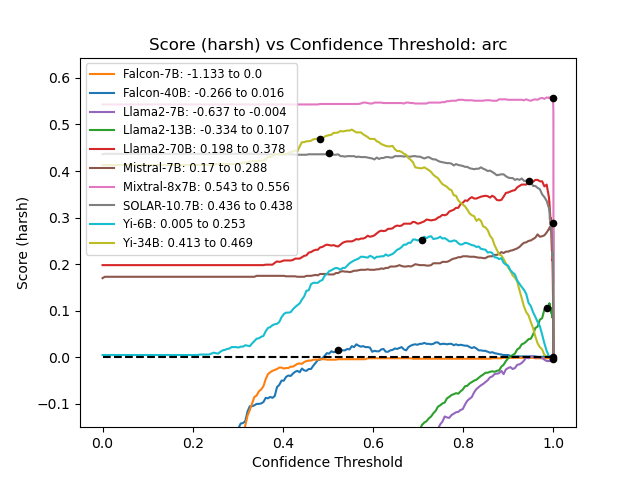 Score (harsh) vs Confidence Threshold: arc
Falcon-7B: -1.133 to 0.0
Falcon-40B: -0.266 to 0.016
Llama2-7B: -0.637 to -0.004
Llama2-13B: -0.334 to 0.107
Llama2-70B: 0.198 to 0.378
Mistral-7B: 0.17 to 0.288
Mixtral-8x7B: 0.543 to 0.556
SOLAR-10.7B: 0.436 to 0.438
Yi-6B: 0.005 to 0.253
Yi-34B: 0.413 to 0.469
Score (harsh)
0.6
0.5
0.4
0.3
0.2
0.1
0.0
−0.1
0.0 0.2 0.4 0.6 0.8 1.0
Confidence Threshold